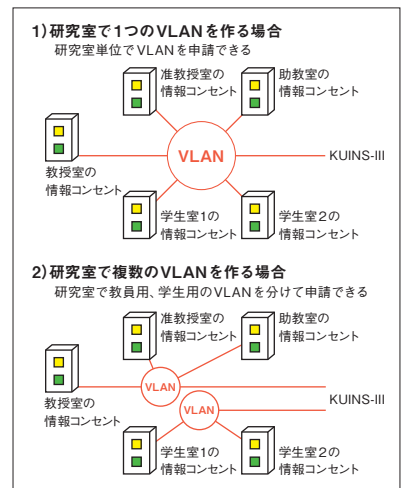 1)研究室で1つのVLANを作る場合
研究室単位でVLANを申請できる
准教授室の
情報コンセント
助教室の
情報コンセント
教授室の
情報コンセント
VLAN
KUINS-III
学生室1の
情報コンセント
学生室2の
情報コンセント
2)研究室で複数のVLANを作る場合
研究室で教員用、学生用のVLANを分けて申請できる
准教授室の
情報コンセント
助教室の
情報コンセント
教授室の
情報コンセント
VLAN
VLAN
KUINS-III
学生室1の
情報コンセント
学生室2の
情報コンセント